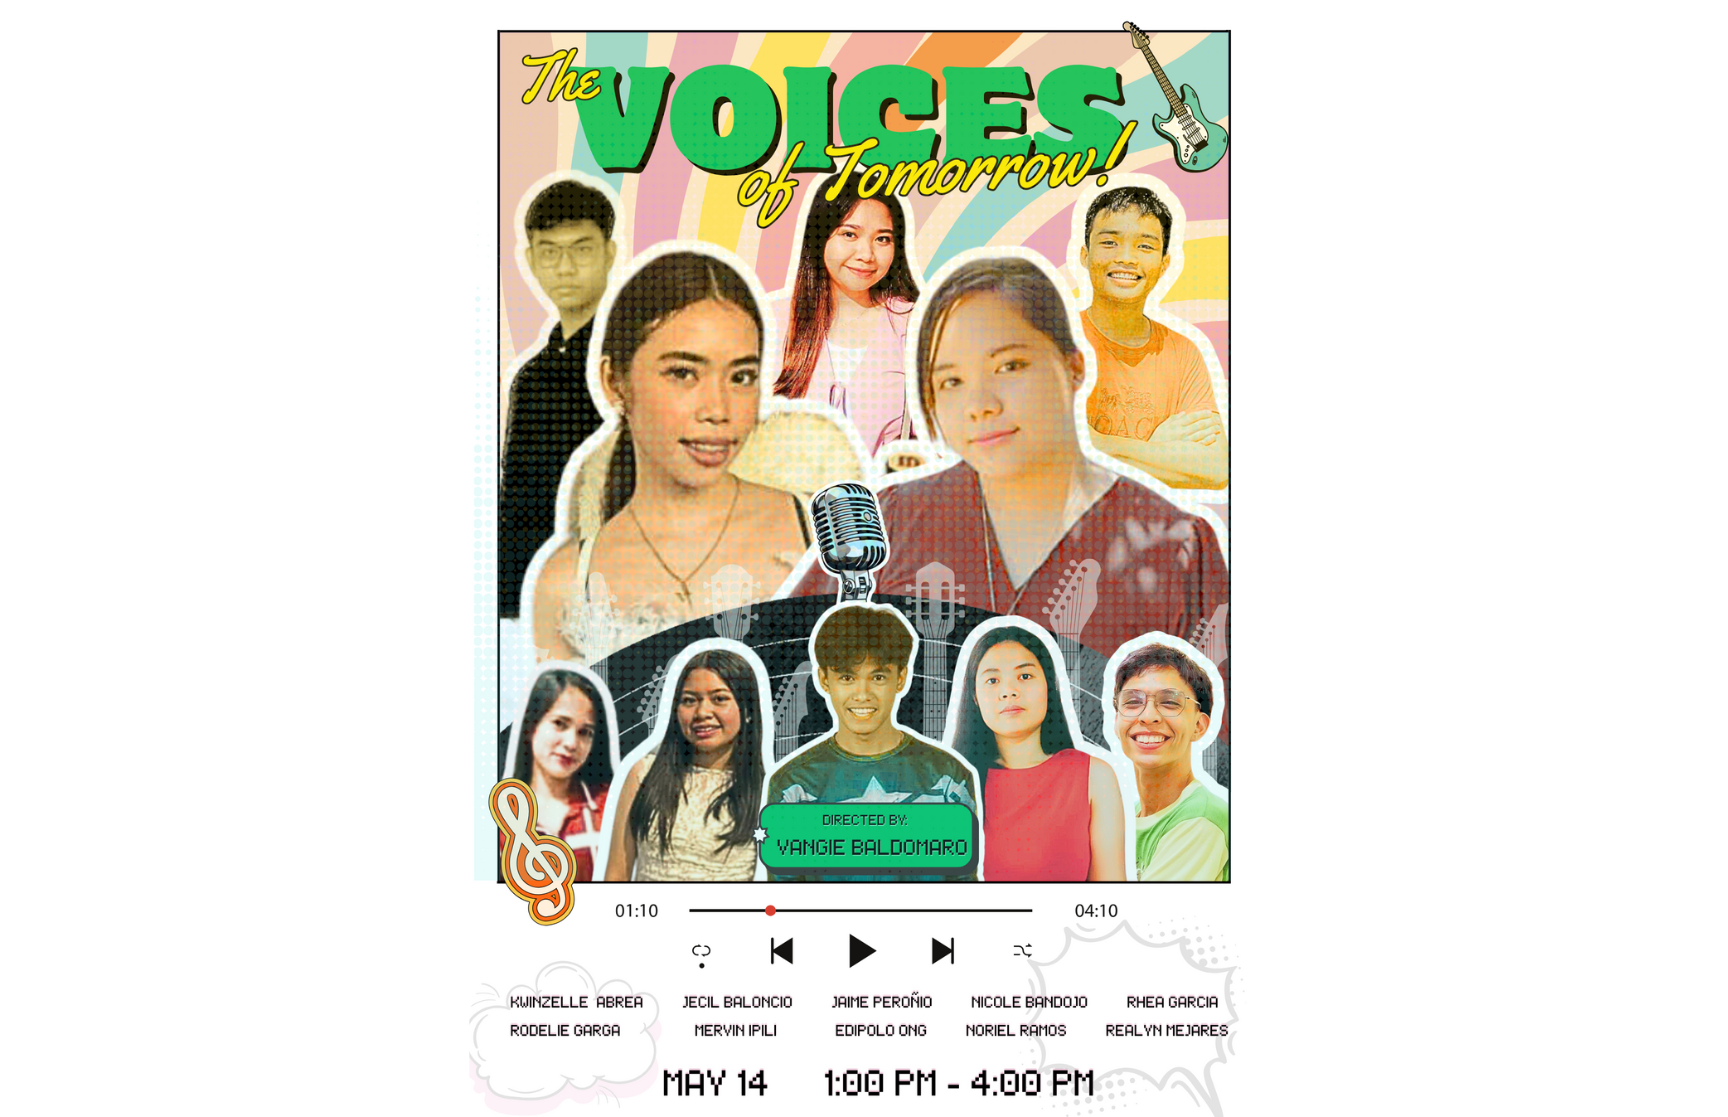 The VOICES
of Tomorrow!
DIRECTED BY:
VANGIE BALDOMARO
01:10 04:10
KWINZELLE ABREA JECIL BALONCIO JAIME PEROÑIO NICOLE BANDOJO RHEA GARCIA
RODELIE GARGA MERVIN IPILI EDIPOLO ONG NORIEL RAMOS REALYN MEJARES
MAY 14 1:00 PM - 4:00 PM